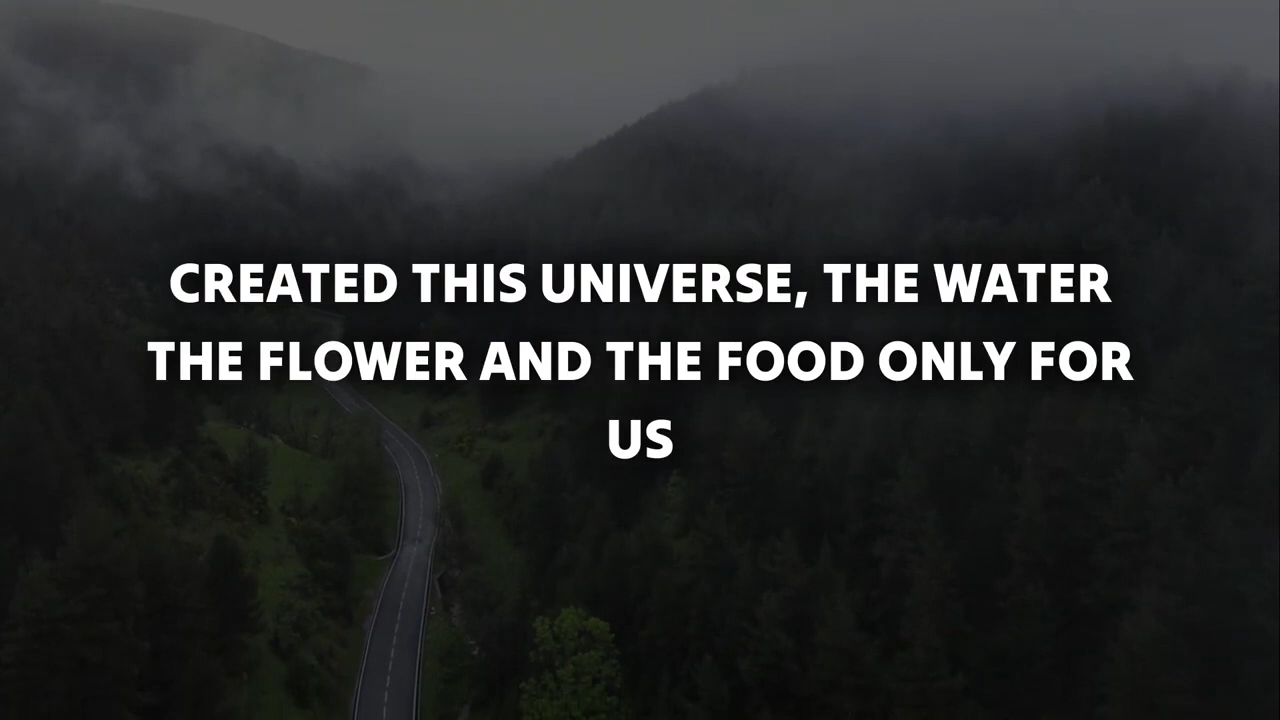 CREATED THIS UNIVERSE, THE WATER
THE FLOWER AND THE FOOD ONLY FOR
US